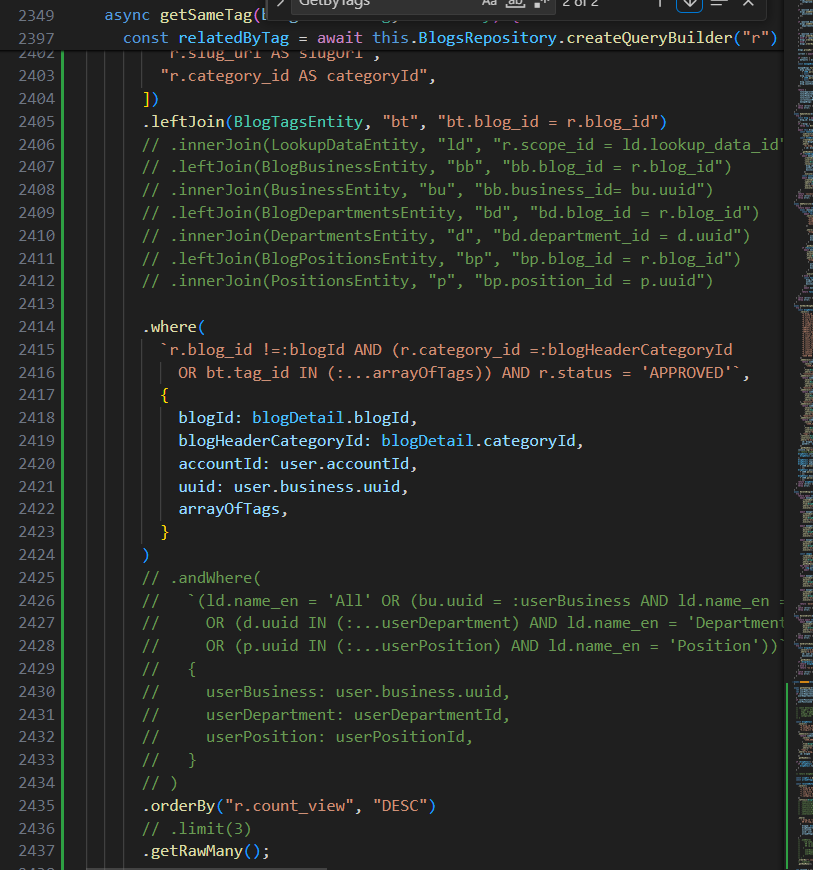 GetByTags
Aa
ab
2 of 2
2349 async getSameTag(
2397 const relatedByTag = await this.BlogsRepository.createQueryBuilder("r")
2402 "r.slug_url AS slugUrl",
2403 "r.category_id AS categoryId",
2404 ])
2405 .leftJoin(BlogTagsEntity, "bt", "bt.blog_id = r.blog_id")
2406 // .innerJoin(LookupDataEntity, "ld", "r.scope_id = ld.lookup_data_id"
2407 // .leftJoin(BlogBusinessEntity, "bb", "bb.blog_id = r.blog_id")
2408 // .innerJoin(BusinessEntity, "bu", "bb.business_id= bu.uuid")
2409 // .leftJoin(BlogDepartmentsEntity, "bd", "bd.blog_id = r.blog_id")
2410 // .innerJoin(DepartmentsEntity, "d", "bd.department_id = d.uuid")
2411 // .leftJoin(BlogPositionsEntity, "bp", "bp.blog_id = r.blog_id")
2412 // .innerJoin(PositionsEntity, "p", "bp.position_id = p.uuid")
2413
2414 .where(
2415 `r.blog_id !=:blogId AND (r.category_id =:blogHeaderCategoryId
2416 OR bt.tag_id IN (:...arrayOfTags)) AND r.status = 'APPROVED'`,
2417 {
2418 blogId: blogDetail.blogId,
2419 blogHeaderCategoryId: blogDetail.categoryId,
2420 accountId: user.accountId,
2421 uuid: user.business.uuid,
2422 arrayOfTags,
2423 }
2424 )
2425 // .andWhere(
2426 // `(ld.name_en = 'All' OR (bu.uuid = :userBusiness AND ld.name_en =
2427 // OR (d.uuid IN (:...userDepartment) AND ld.name_en = 'Department
2428 // OR (p.uuid IN (:...userPosition) AND ld.name_en = 'Position'))`
2429 // {
2430 // userBusiness: user.business.uuid,
2431 // userDepartment: userDepartmentId,
2432 // userPosition: userPositionId,
2433 // }
2434 // )
2435 .orderBy("r.count_view", "DESC")
2436 // .limit(3)
2437 .getRawMany();